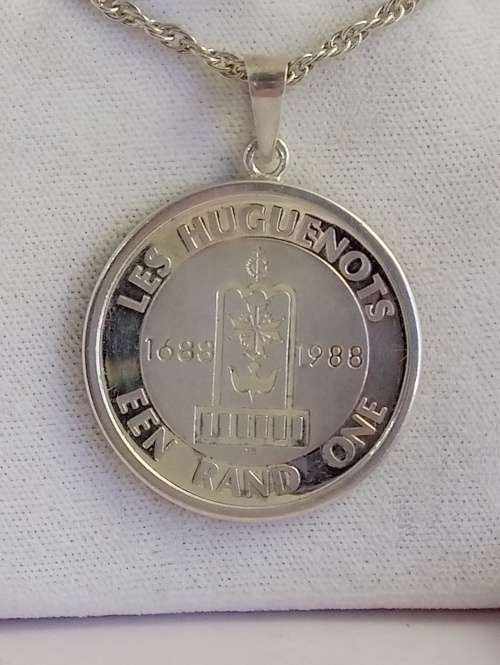 LES HUGUENOTS
1688 1988
EEN RAND ONE